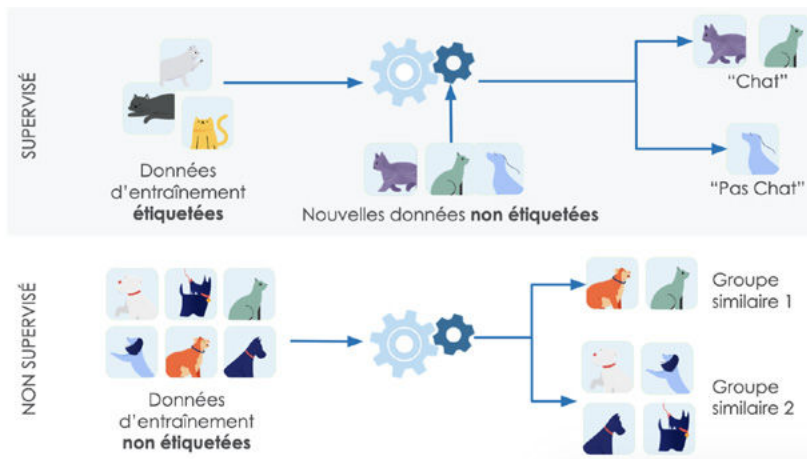 SUPERVISÉ
Données
d'entraînement
étiquetées
Nouvelles données non étiquetées
"Chat"
"Pas Chat"
NON SUPERVISÉ
Données
d'entraînement
non étiquetées
Groupe
similaire 1
Groupe
similaire 2